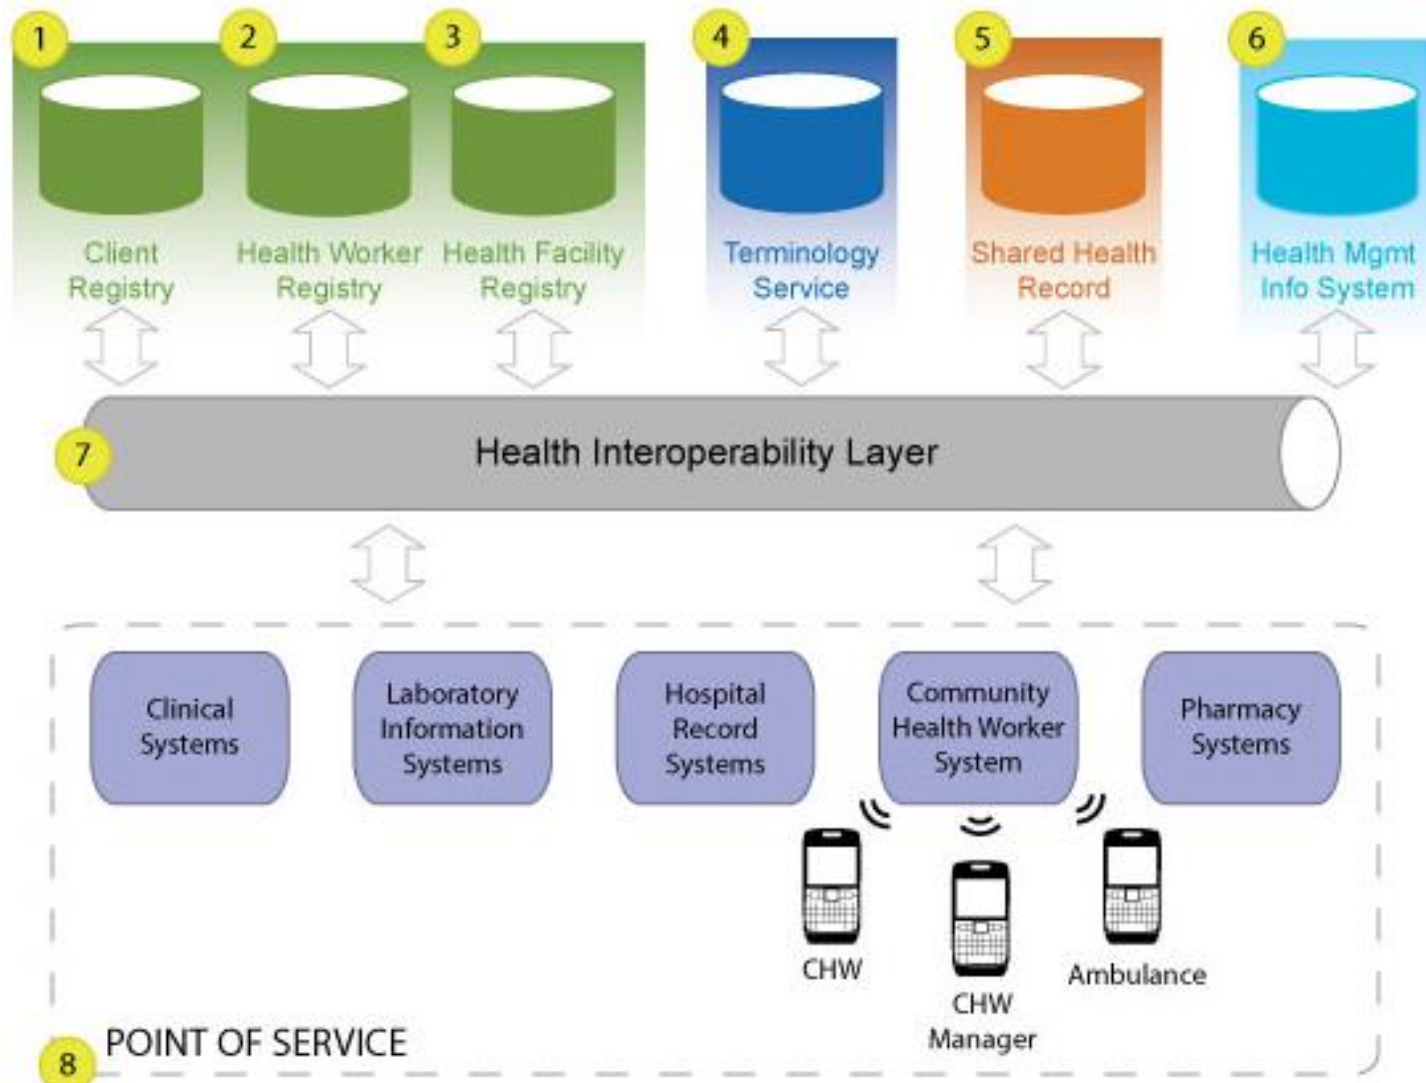 1
2
3
4
5
6
Client
Registry
Health Worker
Registry
Health Facility
Registry
Terminology
Service
Shared Health
Record
Health Mgmt
Info System
7
Health Interoperability Layer
Clinical
Systems
Laboratory
Information
Systems
Hospital
Record
Systems
Community
Health Worker
System
Pharmacy
Systems
CHW
CHW
Manager
Ambulance
8
POINT OF SERVICE